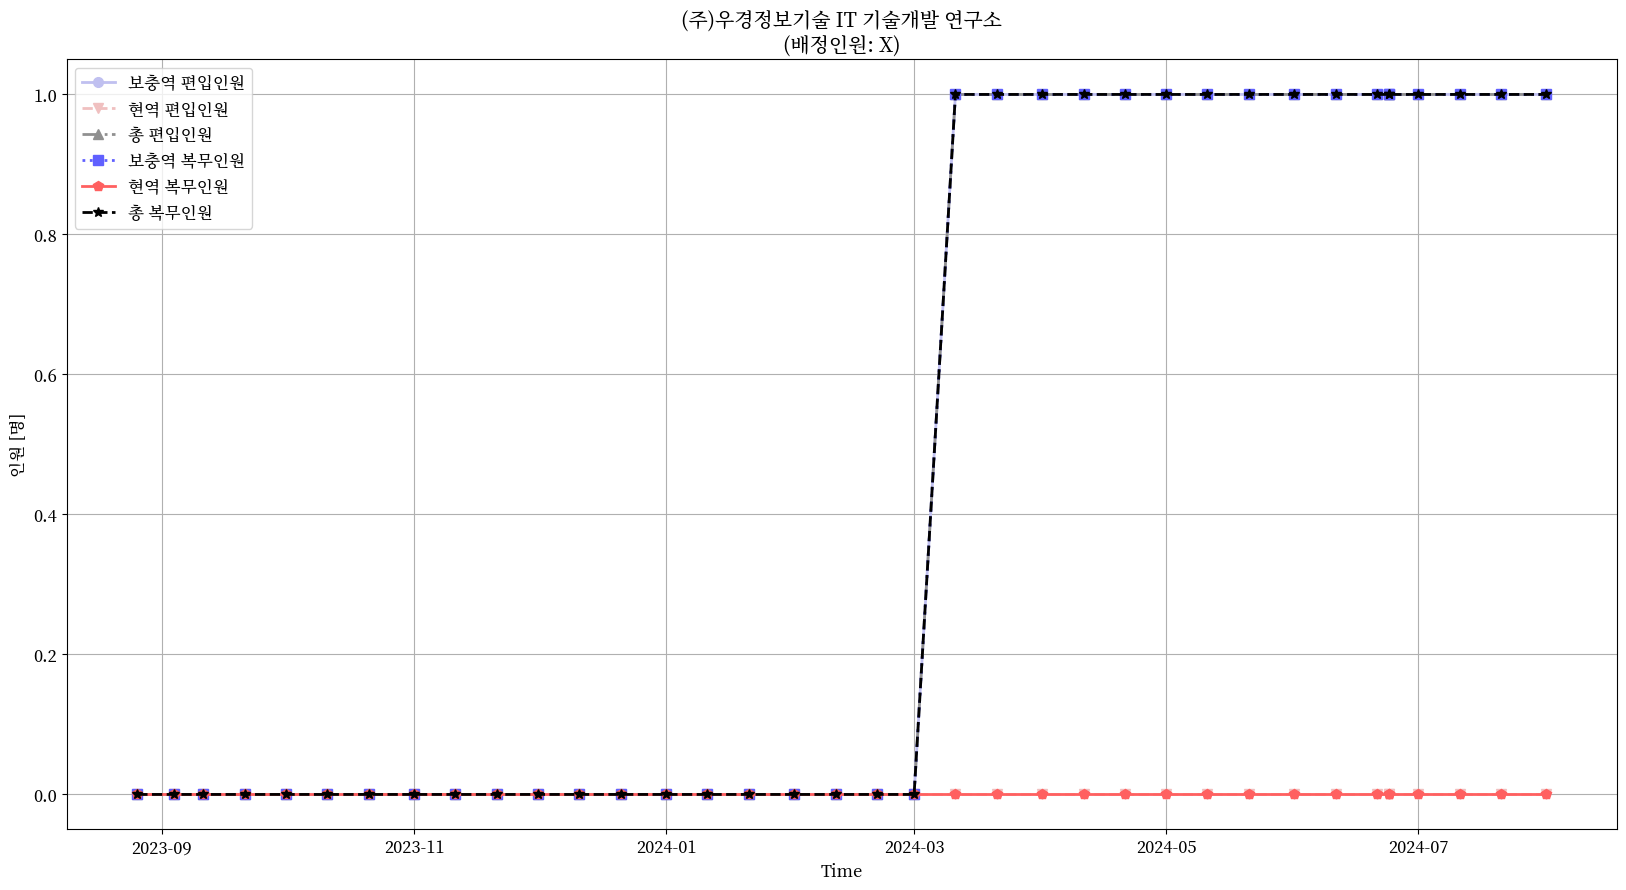 (주)우경정보기술 IT 기술개발 연구소
(배정인원: X)
보충역 편입인원
현역 편입인원
총 편입인원
보충역 복무인원
현역 복무인원
총 복무인원
인원 [명]
1.0
0.8
0.6
0.4
0.2
0.0
2023-09
2023-11
2024-01
2024-03
2024-05
2024-07
Time